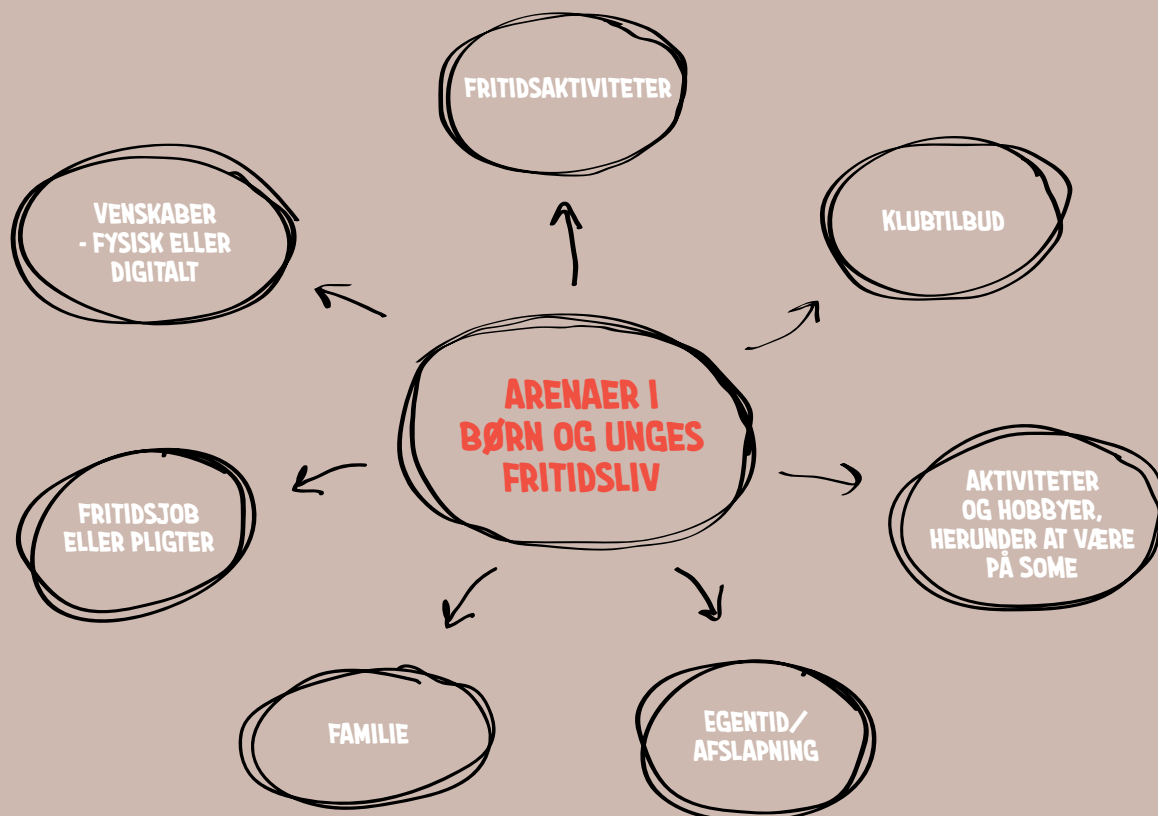 FRITIDSAKTIVITETER
VENSKABER
- FYSISK ELLER
DIGITALT
KLUBTILBUD
ARENAER I
BØRN OG UNGES
FRITIDSLIV
FRITIDSJOB
ELLER PLIGTER
AKTIVITETER
OG HOBBYER,
HERUNDER AT VÆRE
PÅ SOME
FAMILIE
EGENTID/
AFSLAPNING